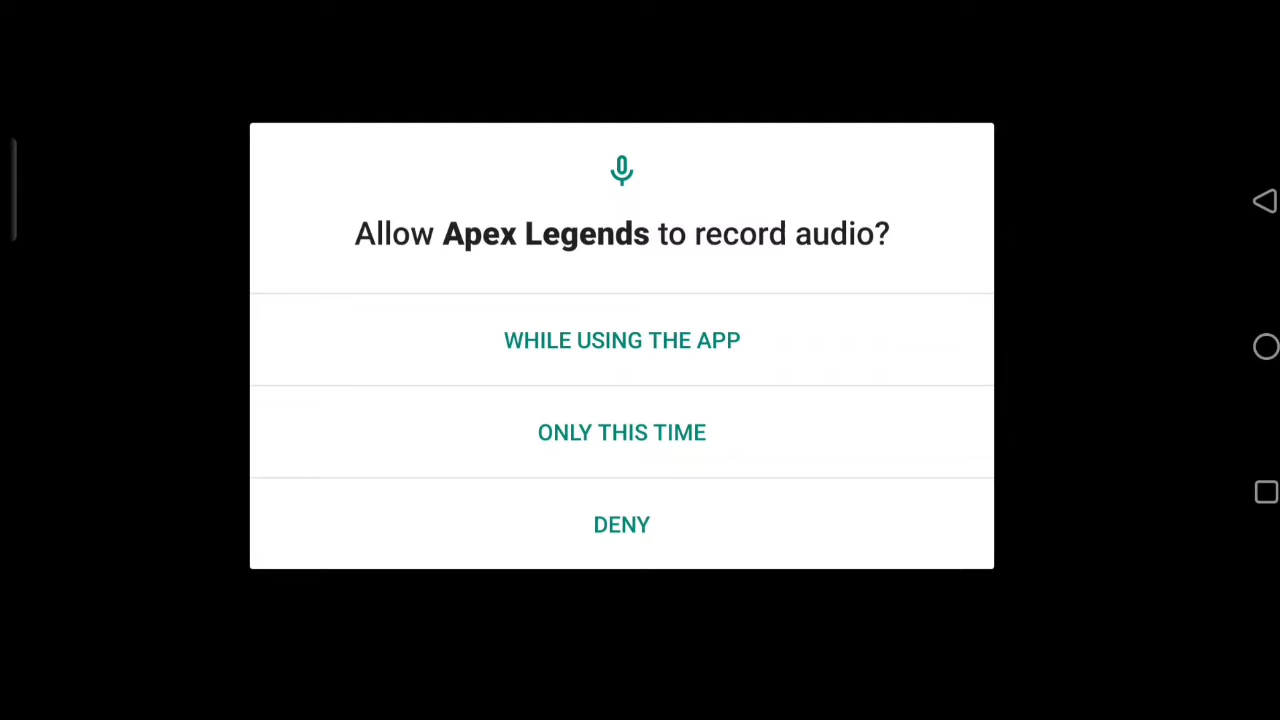 Allow Apex Legends to record audio?
WHILE USING THE APP
ONLY THIS TIME
DENY